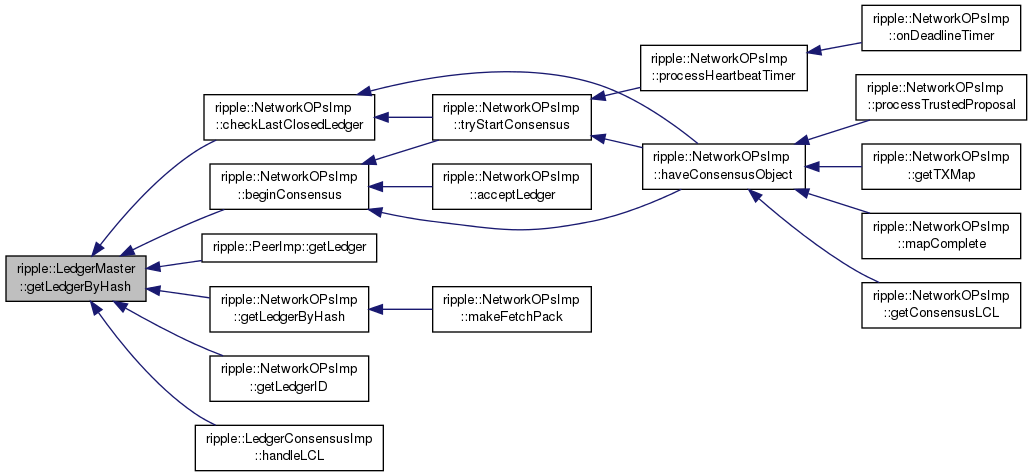 ripple::NetworkOPsImp
::onDeadlineTimer
ripple::NetworkOPsImp
::processHeartbeatTimer
ripple::NetworkOPsImp
::processTrustedProposal
ripple::NetworkOPsImp
::checkLastClosedLedger
ripple::NetworkOPsImp
::tryStartConsensus
ripple::NetworkOPsImp
::haveConsensusObject
ripple::NetworkOPsImp
::getTXMap
ripple::NetworkOPsImp
::beginConsensus
ripple::NetworkOPsImp
::acceptLedger
ripple::NetworkOPsImp
::mapComplete
ripple::PeerImp::getLedger
ripple::LedgerMaster
::getLedgerByHash
ripple::NetworkOPsImp
::getLedgerByHash
ripple::NetworkOPsImp
::makeFetchPack
ripple::NetworkOPsImp
::getConsensusLCL
ripple::NetworkOPsImp
::getLedgerID
ripple::LedgerConsensusImp
::handleLCL